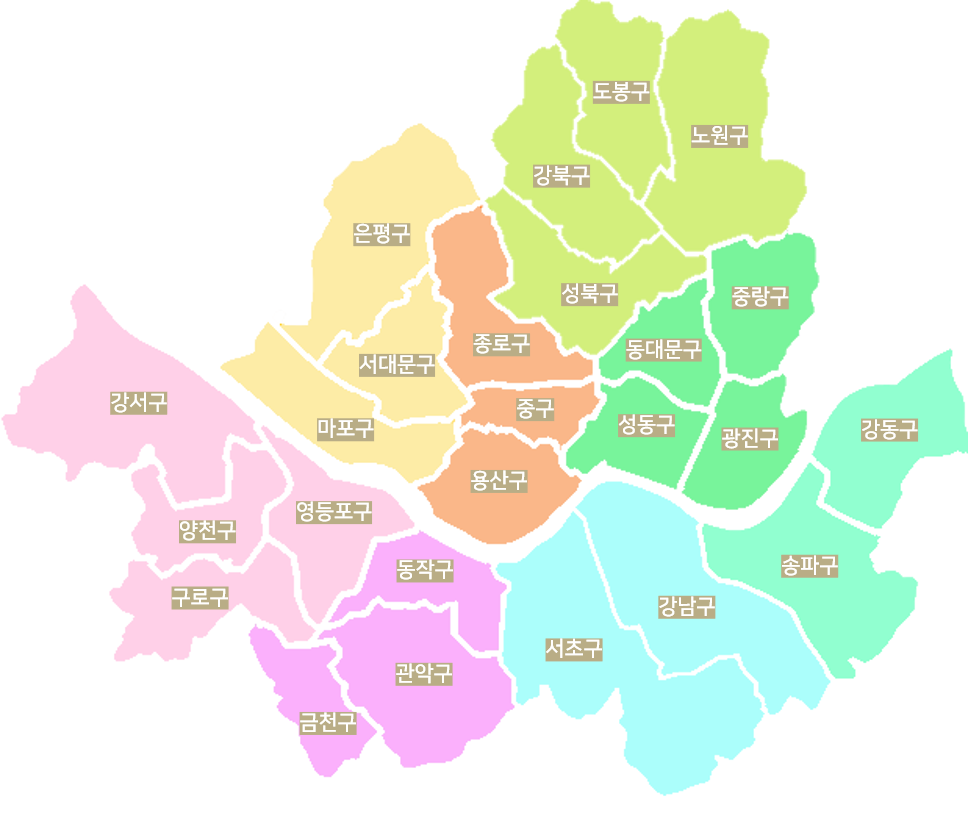 도봉구
노원구
강북구
은평구
성북구
중랑구
종로구
동대문구
서대문구
강서구
중구
마포구
성동구
광진구
강동구
용산구
영등포구
양천구
동작구
송파구
구로구
강남구
서초구
관악구
금천구